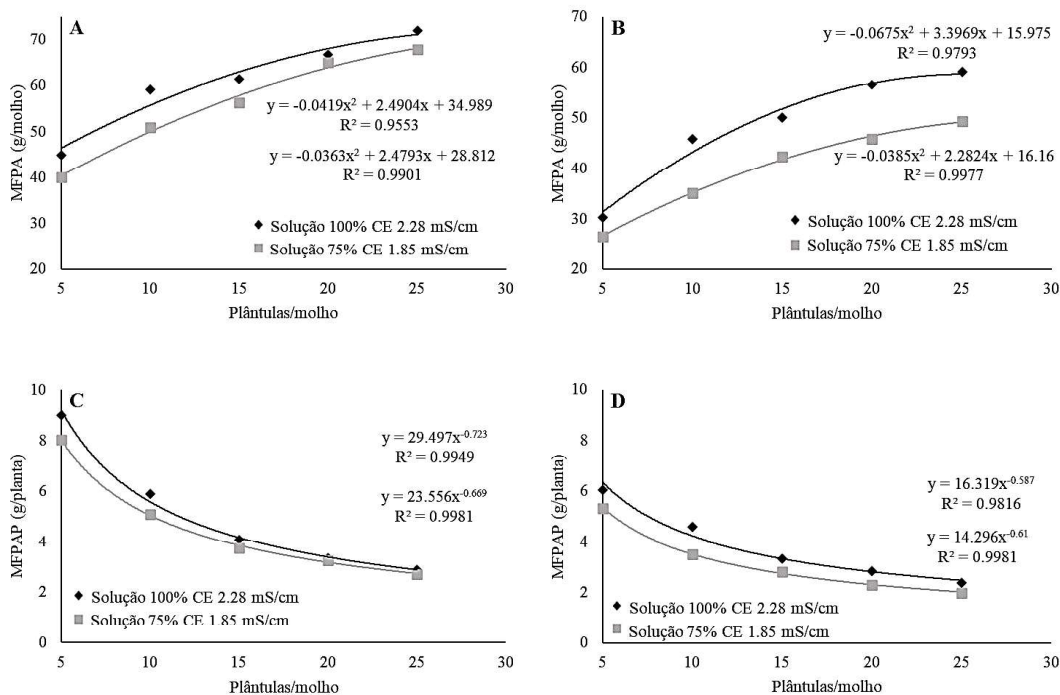 A
70
60
50
40
30
20
MFPA (g/molho)
y = -0.0419x² + 2.4904x + 34.989
R² = 0.9553
y = -0.0363x² + 2.4793x + 28.812
R² = 0.9901
Solução 100% CE 2.28 mS/cm
Solução 75% CE 1.85 mS/cm
5 10 15 20 25 30
Plântulas/molho
B
70
60
50
40
30
20
MFPA (g/molho)
y = -0.0675x² + 3.3969x + 15.975
R² = 0.9793
y = -0.0385x² + 2.2824x + 16.16
R² = 0.9977
Solução 100% CE 2.28 mS/cm
Solução 75% CE 1.85 mS/cm
5 10 15 20 25 30
Plântulas/molho
C
10
8
6
4
2
0
MFPAP (g/planta)
y = 29.497x⁻⁰·⁷²³
R² = 0.9949
y = 23.556x⁻⁰·⁶⁶⁹
R² = 0.9981
Solução 100% CE 2.28 mS/cm
Solução 75% CE 1.85 mS/cm
5 10 15 20 25 30
Plântulas/molho
D
10
8
6
4
2
0
MFPAP (g/planta)
y = 16.319x⁻⁰·⁵⁸⁷
R² = 0.9816
y = 14.296x⁻⁰·⁶¹
R² = 0.9981
Solução 100% CE 2.28 mS/cm
Solução 75% CE 1.85 mS/cm
5 10 15 20 25 30
Plântulas/molho